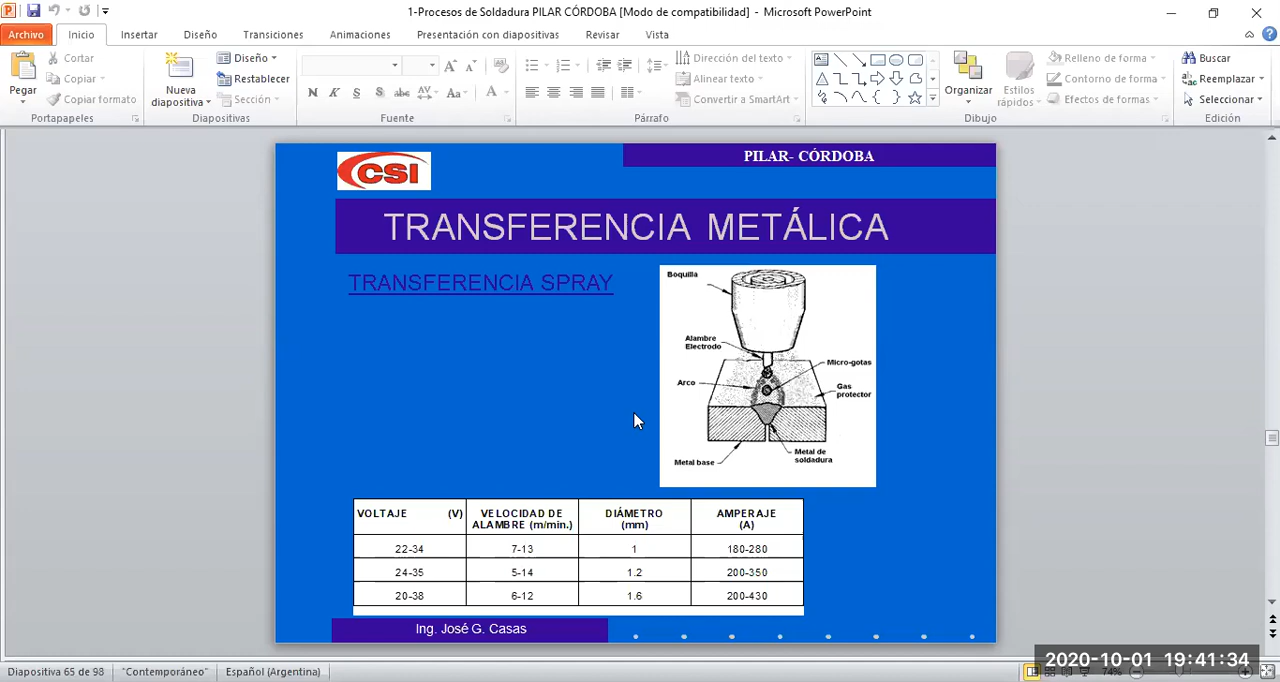 1-Procesos de Soldadura PILAR CÓRDOBA [Modo de compatibilidad] - Microsoft PowerPoint
Archivo Inicio Insertar Diseño Transiciones Animaciones Presentación con diapositivas Revisar Vista
Pegar
Cortar
Copiar
Copiar formato
Portapapeles
Nueva
diapositiva
Diseño
Restablecer
Sección
Diapositivas
N K S S abc AV Aa A
Fuente
Dirección del texto
Alinear texto
Convertir a SmartArt
Párrafo
Organizar
Estilos
rápidos
Relleno de forma
Contorno de forma
Efectos de formas
Dibujo
Buscar
Reemplazar
Seleccionar
Edición
CSI
PILAR- CÓRDOBA
TRANSFERENCIA METÁLICA
TRANSFERENCIA SPRAY
Boquilla
Alambre
Electrodo
Micro-gotas
Arco
Gas
protector
Metal base
Metal de
soldadura
VOLTAJE (V) VELOCIDAD DE ALAMBRE (m/min.) DIÁMETRO (mm) AMPERAJE (A)
22-34 7-13 1 180-280
24-35 5-14 1.2 200-350
20-38 6-12 1.6 200-430
Ing. José G. Casas
Diapositiva 65 de 98 "Contemporáneo" Español (Argentina) 74%
2020-10-01 19:41:34